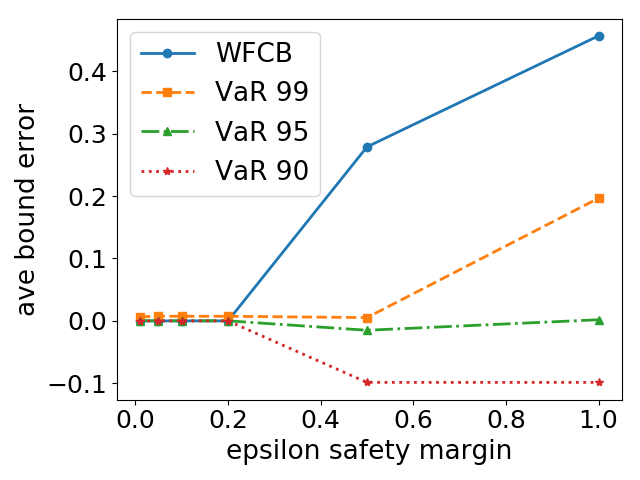 WFCB
VaR 99
VaR 95
VaR 90
ave bound error
0.4
0.3
0.2
0.1
0.0
−0.1
0.0 0.2 0.4 0.6 0.8 1.0
epsilon safety margin